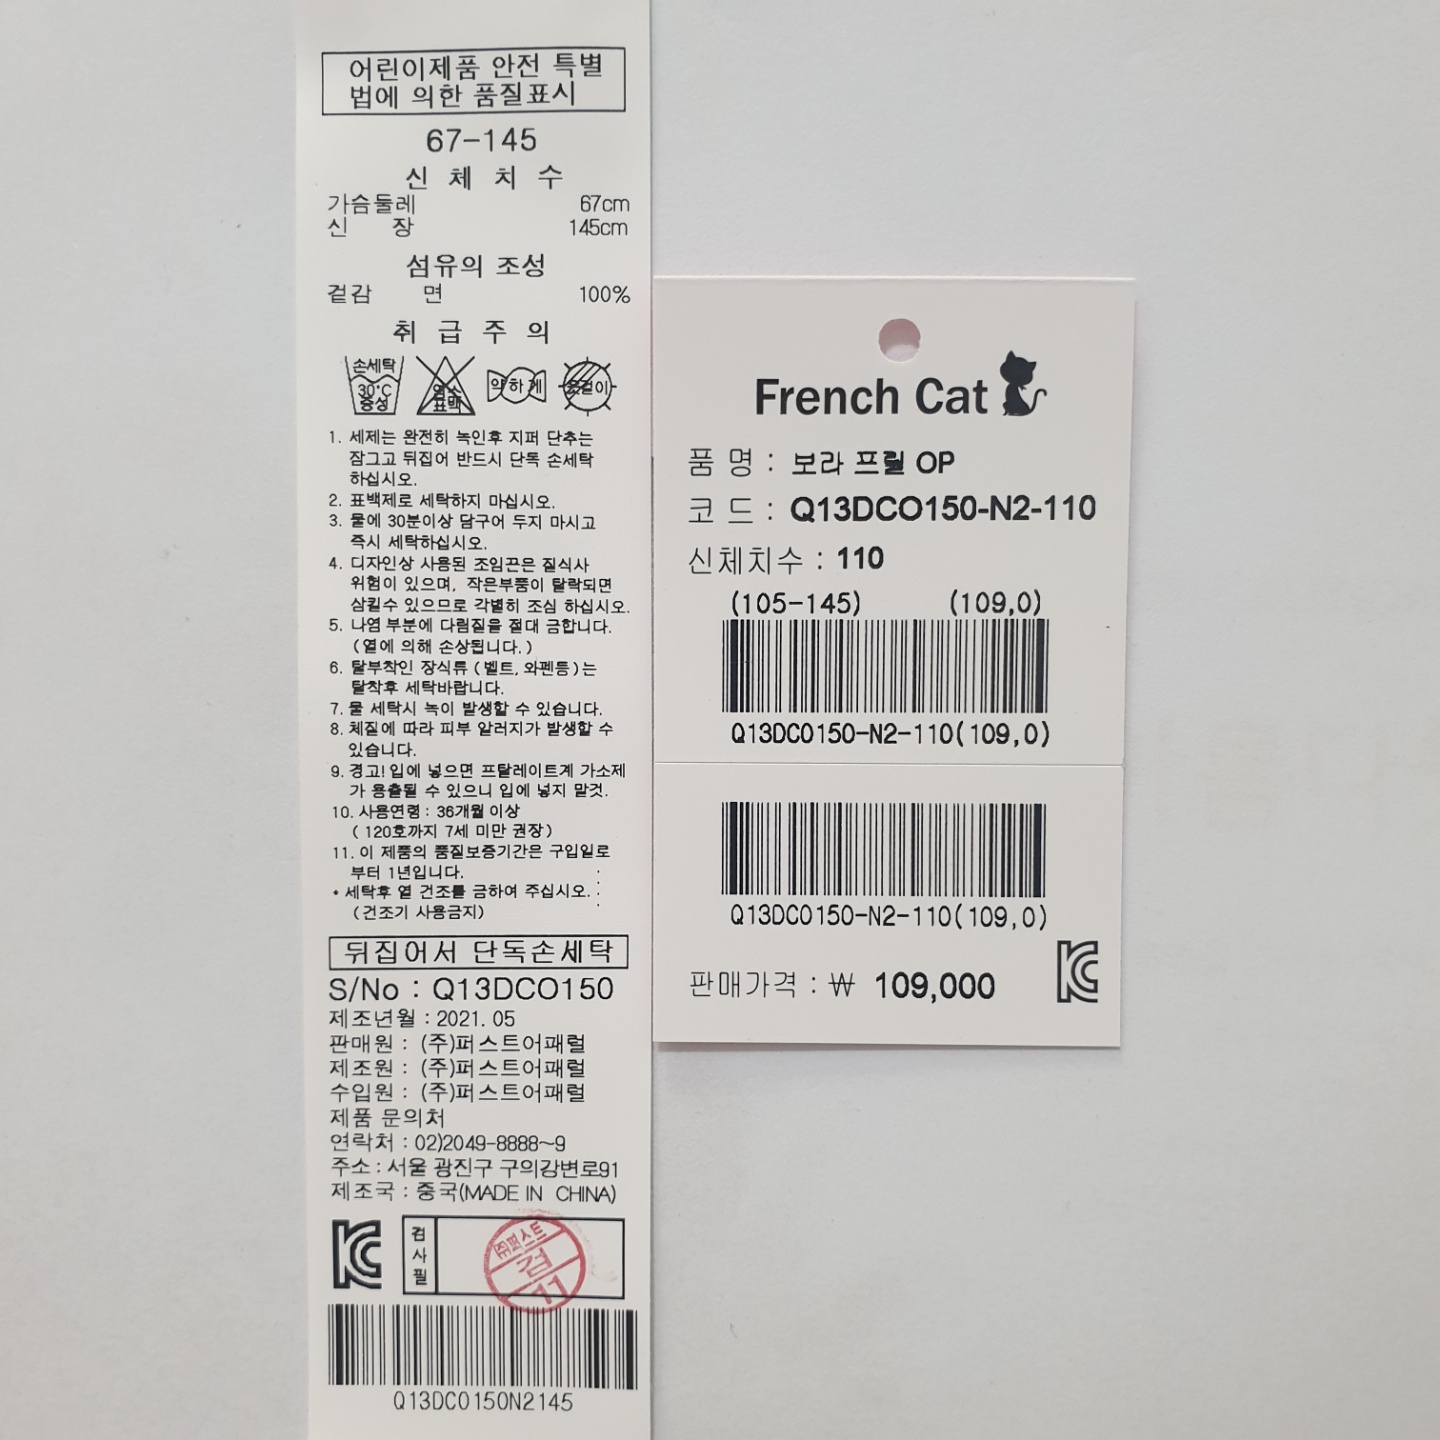 어린이제품 안전 특별
법에 의한 품질표시
67-145
신 체 치 수
가슴둘레 67cm
신 장 145cm
섬유의 조성
겉감 면 100%
취 급 주 의
손세탁 30°C 중성
염소 표백
약하게
옷걸이
1. 세제는 완전히 녹인후 지퍼 단추는
잠그고 뒤집어 반드시 단독 손세탁
하십시오.
2. 표백제로 세탁하지 마십시오.
3. 물에 30분이상 담구어 두지 마시고
즉시 세탁하십시오.
4. 디자인상 사용된 조임끈은 질식사
위험이 있으며, 작은부품이 탈락되면
삼킬수 있으므로 각별히 조심 하십시오.
5. 나염 부분에 다림질을 절대 금합니다.
(열에 의해 손상됩니다.)
6. 탈부착인 장식류 (벨트, 와펜등)는
탈착후 세탁바랍니다.
7. 물 세탁시 녹이 발생할 수 있습니다.
8. 체질에 따라 피부 알러지가 발생할 수
있습니다.
9. 경고! 입에 넣으면 프탈레이트계 가소제
가 용출될 수 있으니 입에 넣지 말것.
10. 사용연령 : 36개월 이상
( 120호까지 7세 미만 권장)
11. 이 제품의 품질보증기간은 구입일로
부터 1년입니다.
* 세탁후 열 건조를 금하여 주십시오.
(건조기 사용금지)
뒤집어서 단독손세탁
S/No : Q13DCO150
제조년월 : 2021. 05
판매원 : (주)퍼스트어패럴
제조원 : (주)퍼스트어패럴
수입원 : (주)퍼스트어패럴
제품 문의처
연락처 : 02)2049-8888~9
주소 : 서울 광진구 구의강변로91
제조국 : 중국(MADE IN CHINA)
KC
검사필
㈜퍼스트
검
11
Q13DCO150N2145
French Cat
품 명 : 보라 프릴 OP
코 드 : Q13DCO150-N2-110
신체치수 : 110
(105-145) (109,0)
Q13DCO150-N2-110(109,0)
Q13DCO150-N2-110(109,0)
판매가격 : ₩ 109,000
KC